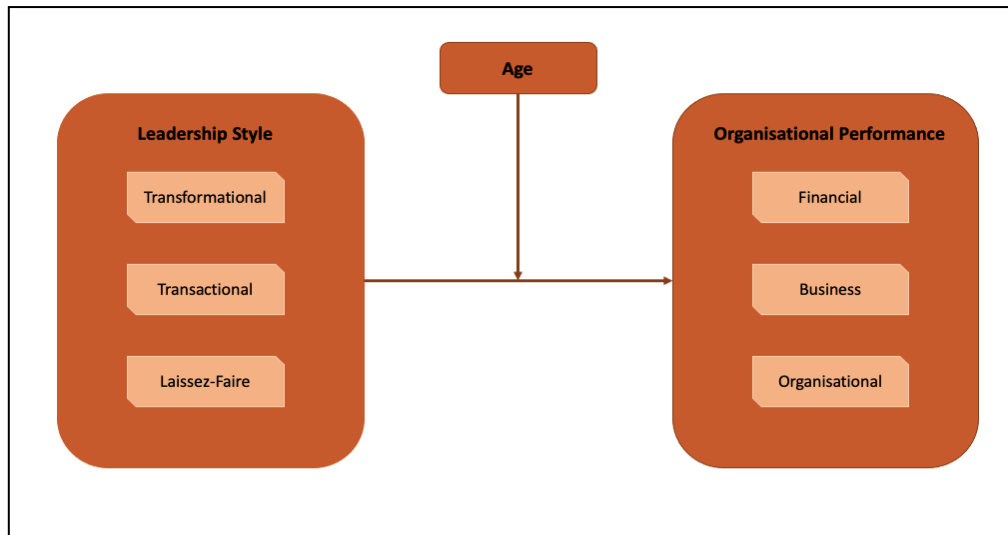 Age
Leadership Style
Transformational
Transactional
Laissez-Faire
Organisational Performance
Financial
Business
Organisational